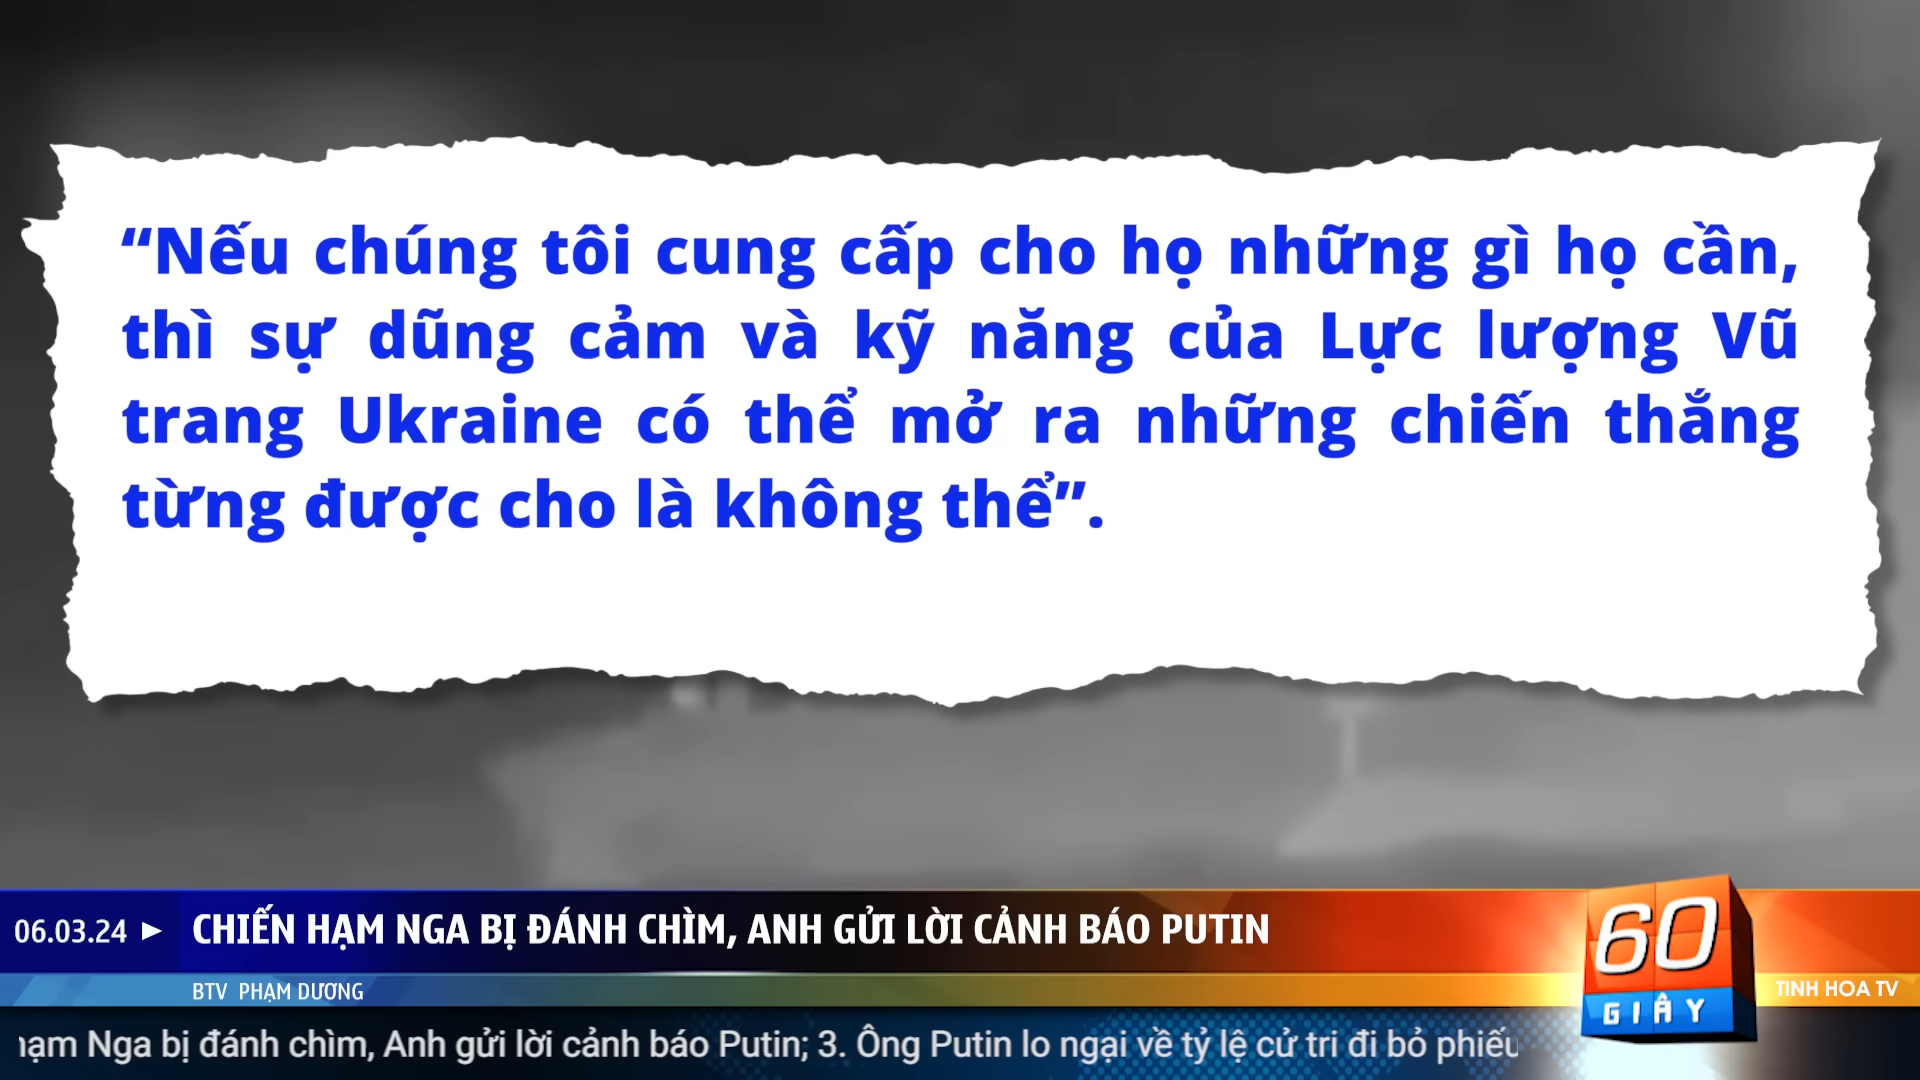 “Nếu chúng tôi cung cấp cho họ những gì họ cần,
thì sự dũng cảm và kỹ năng của Lực lượng Vũ
trang Ukraine có thể mở ra những chiến thắng
từng được cho là không thể”.
06.03.24 ► CHIẾN HẠM NGA BỊ ĐÁNH CHÌM, ANH GỬI LỜI CẢNH BÁO PUTIN
60
GIÂY
BTV PHẠM DƯƠNG
TINH HOA TV
Nga bị đánh chìm, Anh gửi lời cảnh báo Putin; 3. Ông Putin lo ngại về tỷ lệ cử tri đi bỏ phiếu